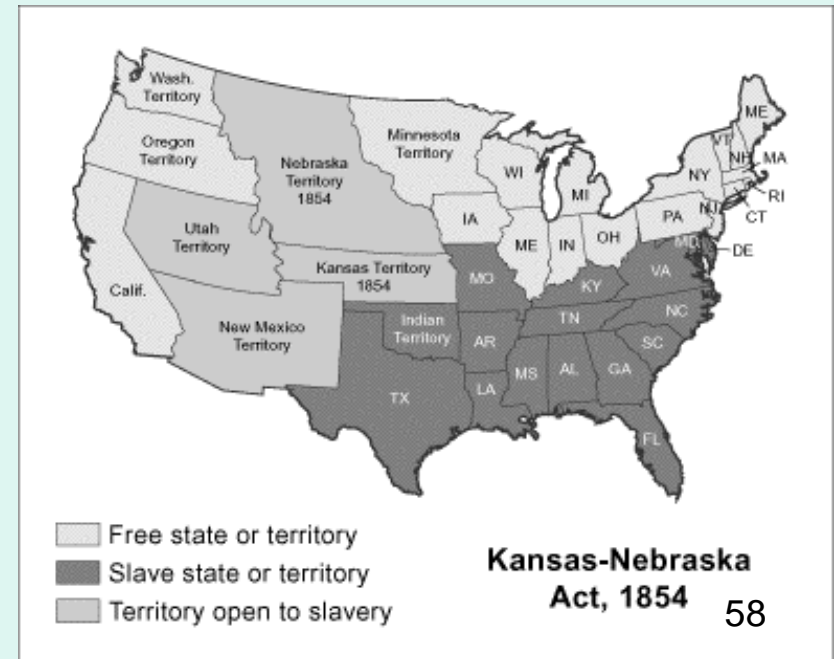 Wash.
Territory
Oregon
Territory
Nebraska
Territory
1854
Minnesota
Territory
Utah
Territory
Calif.
Kansas Territory
1854
New Mexico
Territory
Indian
Territory
WI
MI
IA
ME
IN
OH
PA
NY
NJ
VT
NH
ME
MA
RI
CT
DE
MD
MO
KY
VA
TN
NC
AR
SC
MS
AL
GA
LA
TX
FL
Free state or territory
Slave state or territory
Territory open to slavery
Kansas-Nebraska
Act, 1854
58